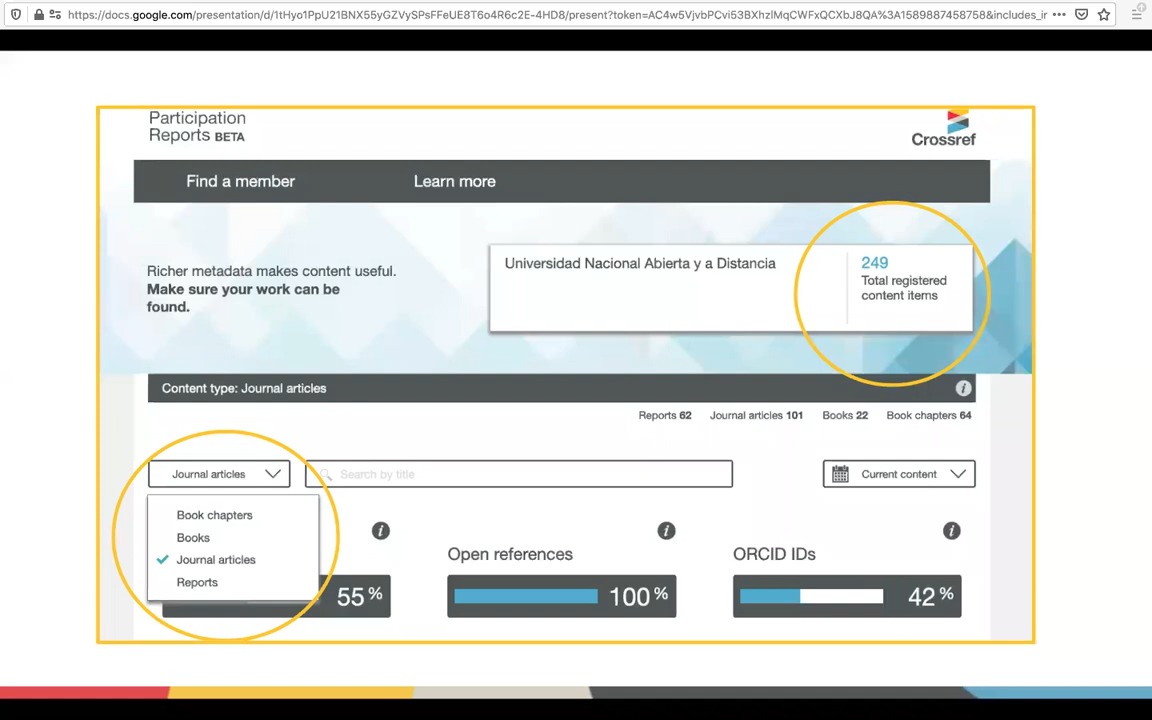 https://docs.google.com/presentation/d/1tHyo1PpU21BNX55yGZVySPsFFeUE8T6o4R6c2E-4HD8/present?token=AC4w5VjvbPCvi53BXhzlMqCWFxQCXbJ8QA%3A1589887458758&includes_ir
Participation
Reports BETA
Crossref
Find a member
Learn more
Universidad Nacional Abierta y a Distancia
249
Total registered
content items
Richer metadata makes content useful.
Make sure your work can be
found.
Content type: Journal articles
Reports 62 Journal articles 101 Books 22 Book chapters 64
Journal articles
Search by title
Current content
Book chapters
Books
Journal articles
Reports
55 %
Open references
100 %
ORCID IDs
42 %